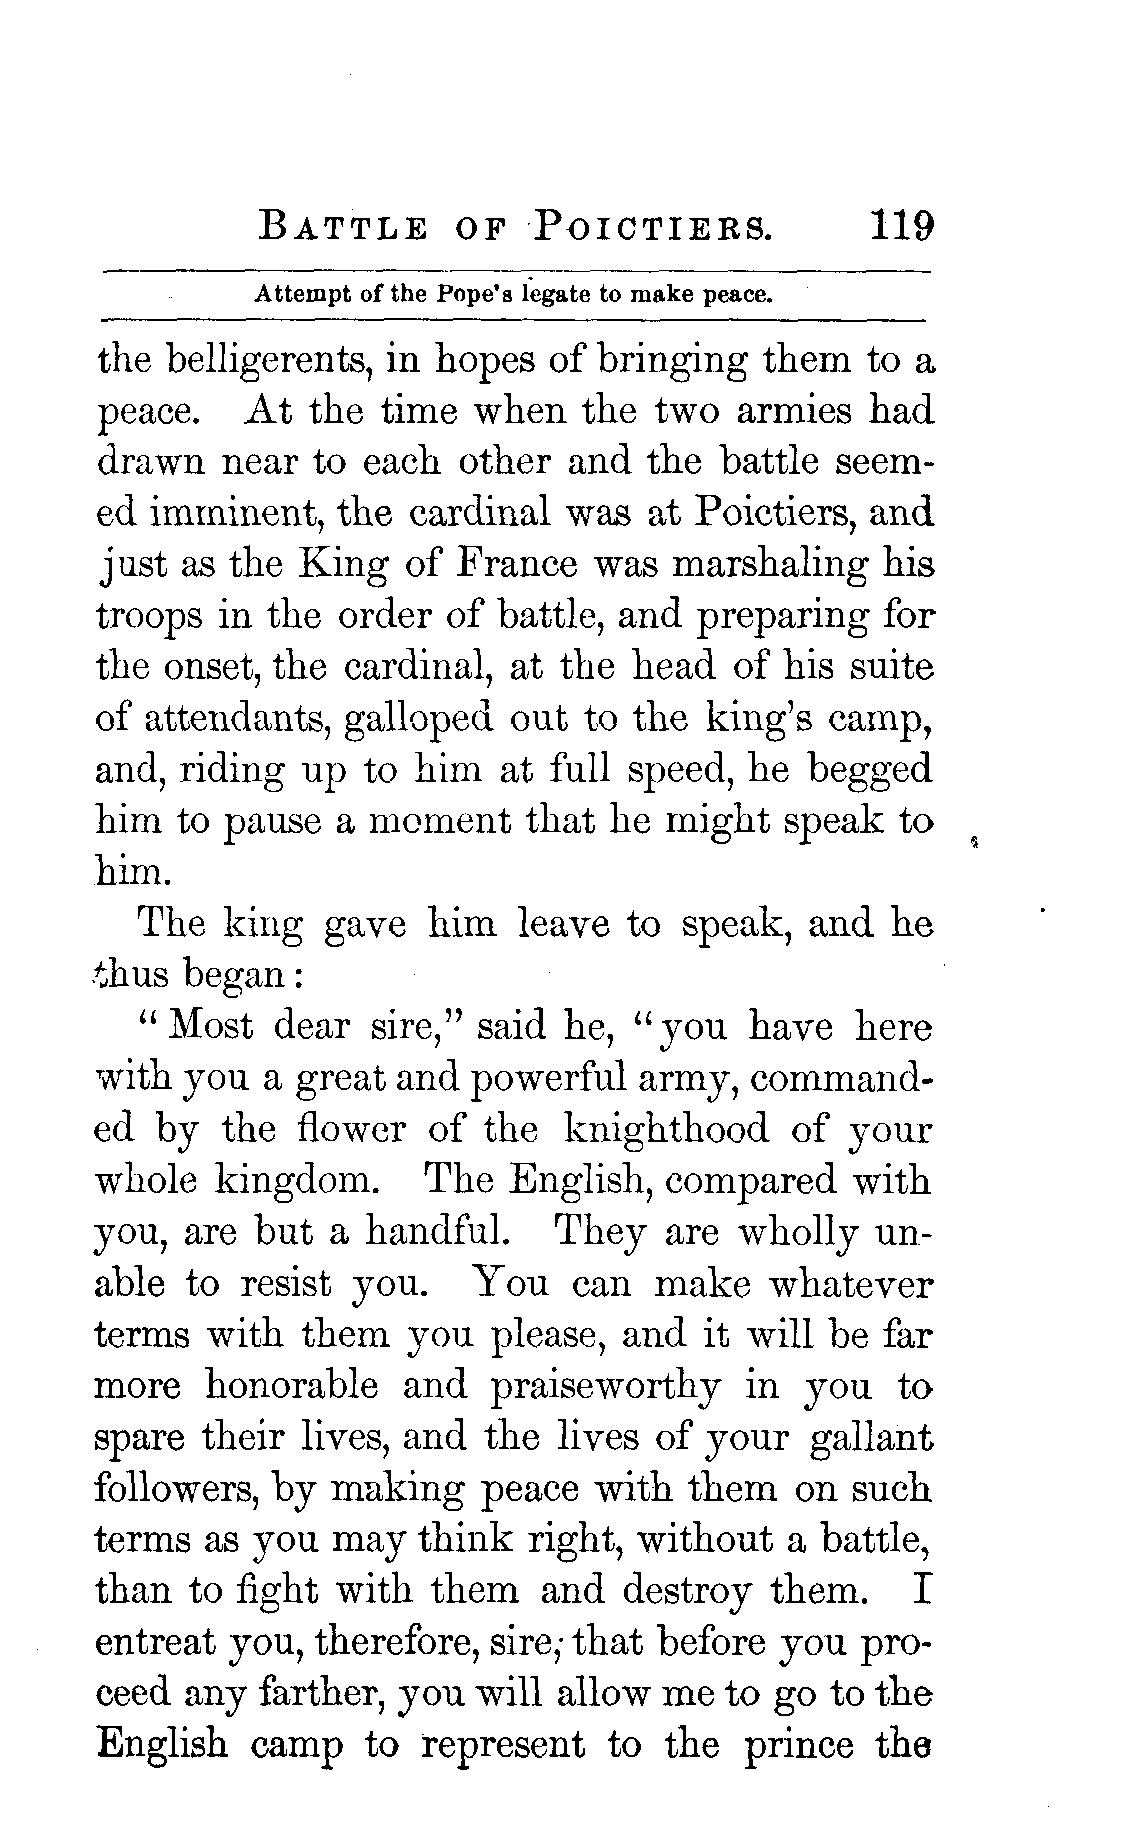 BATTLE OF POICTIERS. 119
Attempt of the Pope's legate to make peace.
the belligerents, in hopes of bringing them to a
peace. At the time when the two armies had
drawn near to each other and the battle seem-
ed imminent, the cardinal was at Poictiers, and
just as the King of France was marshaling his
troops in the order of battle, and preparing for
the onset, the cardinal, at the head of his suite
of attendants, galloped out to the king's camp,
and, riding up to him at full speed, he begged
him to pause a moment that he might speak to
him.
The king gave him leave to speak, and he
thus began:
"Most dear sire," said he, "you have here
with you a great and powerful army, command-
ed by the flower of the knighthood of your
whole kingdom. The English, compared with
you, are but a handful. They are wholly un-
able to resist you. You can make whatever
terms with them you please, and it will be far
more honorable and praiseworthy in you to
spare their lives, and the lives of your gallant
followers, by making peace with them on such
terms as you may think right, without a battle,
than to fight with them and destroy them. I
entreat you, therefore, sire, that before you pro-
ceed any farther, you will allow me to go to the
English camp to represent to the prince the